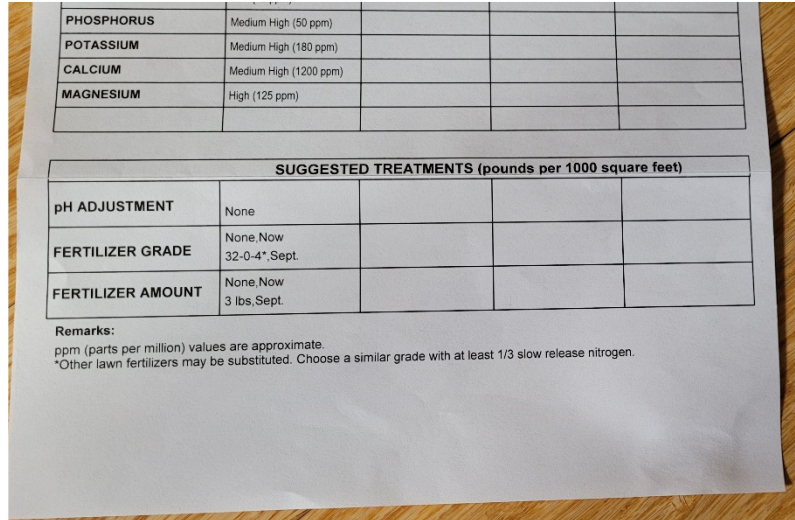 PHOSPHORUS Medium High (50 ppm)
POTASSIUM Medium High (180 ppm)
CALCIUM Medium High (1200 ppm)
MAGNESIUM High (125 ppm)
SUGGESTED TREATMENTS (pounds per 1000 square feet)
pH ADJUSTMENT None
FERTILIZER GRADE None,Now
32-0-4*,Sept.
FERTILIZER AMOUNT None,Now
3 lbs,Sept.
Remarks:
ppm (parts per million) values are approximate.
*Other lawn fertilizers may be substituted. Choose a similar grade with at least 1/3 slow release nitrogen.